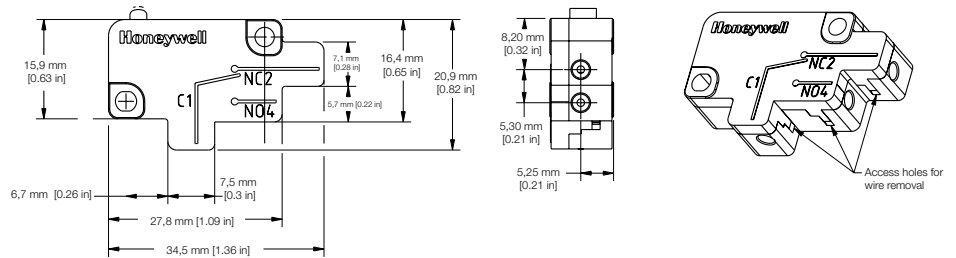 Honeywell
15,9 mm
[0.63 in]
7,1 mm
[0.28 in]
16,4 mm
[0.65 in]
20,9 mm
[0.82 in]
NC2
C1
NO4
5,7 mm [0.22 in]
6,7 mm [0.26 in]
7,5 mm
[0.3 in]
27,8 mm [1.09 in]
34,5 mm [1.36 in]
8,20 mm
[0.32 in]
5,30 mm
[0.21 in]
5,25 mm
[0.21 in]
Honeywell
NC2
C1
NO4
Access holes for
wire removal